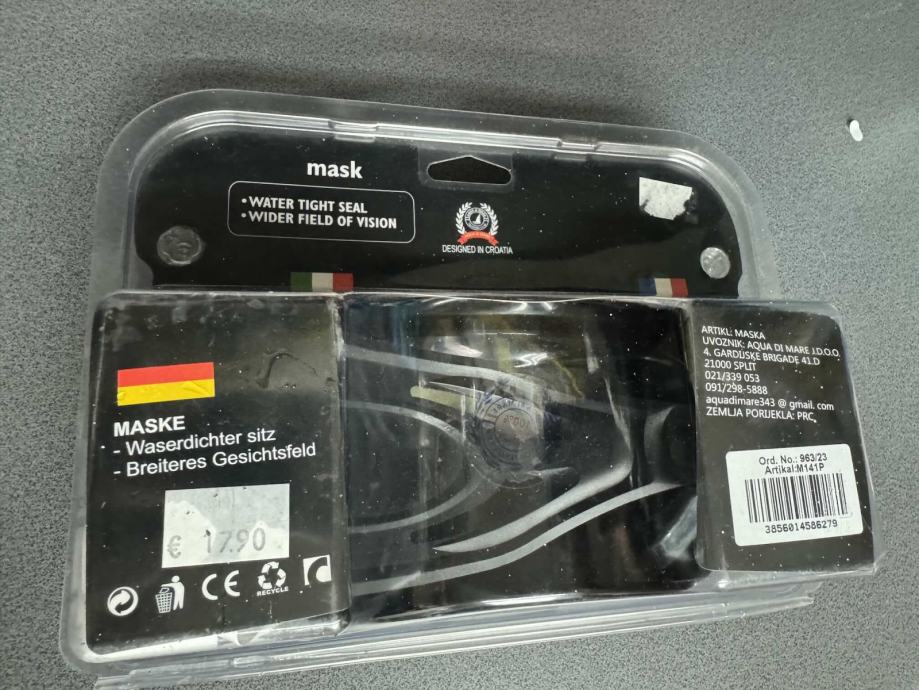 mask
• WATER TIGHT SEAL
• WIDER FIELD OF VISION
DESIGNED IN CROATIA
MASKE
- Waserdichter sitz
- Breiteres Gesichtsfeld
€ 17.90
CE
RECYCLE
ARTIKL: MASKA
UVOZNIK: AQUA DI MARE J.D.O.O.
4. GARDIJSKE BRIGADE 41.D
21000 SPLIT
021/339 053
091/298-5888
aquadimare343 @ gmail. com
ZEMLJA PORIJEKLA: PRC
Ord. No.: 963/23
Artikal:M141P
3856014586279